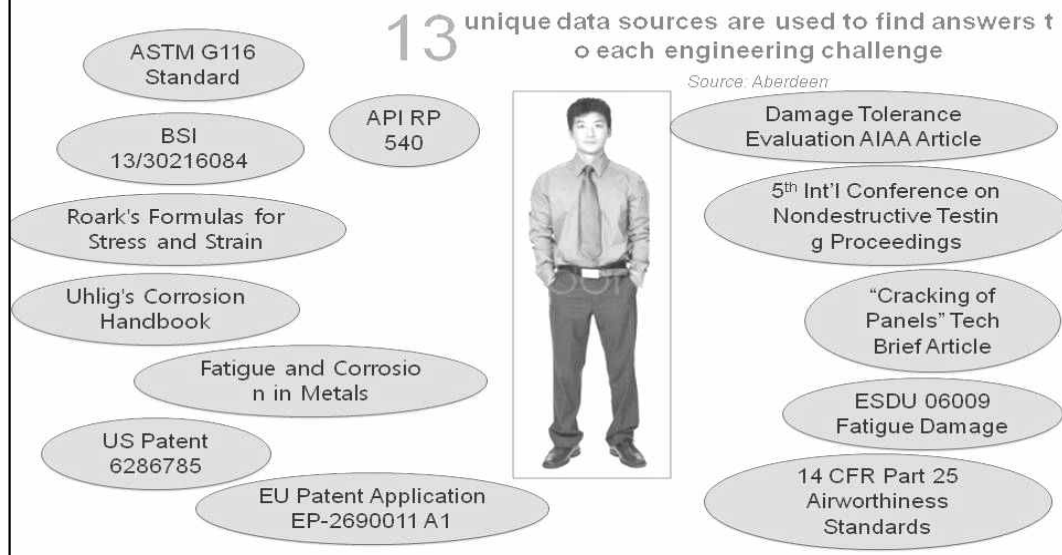 13
unique data sources are used to find answers t
o each engineering challenge
Source: Aberdeen
ASTM G116
Standard
API RP
540
BSI
13/30216084
Roark's Formulas for
Stress and Strain
Uhlig's Corrosion
Handbook
Fatigue and Corrosio
n in Metals
US Patent
6286785
EU Patent Application
EP-2690011 A1
Damage Tolerance
Evaluation AIAA Article
5th Int'l Conference on
Nondestructive Testin
g Proceedings
“Cracking of
Panels” Tech
Brief Article
ESDU 06009
Fatigue Damage
14 CFR Part 25
Airworthiness
Standards